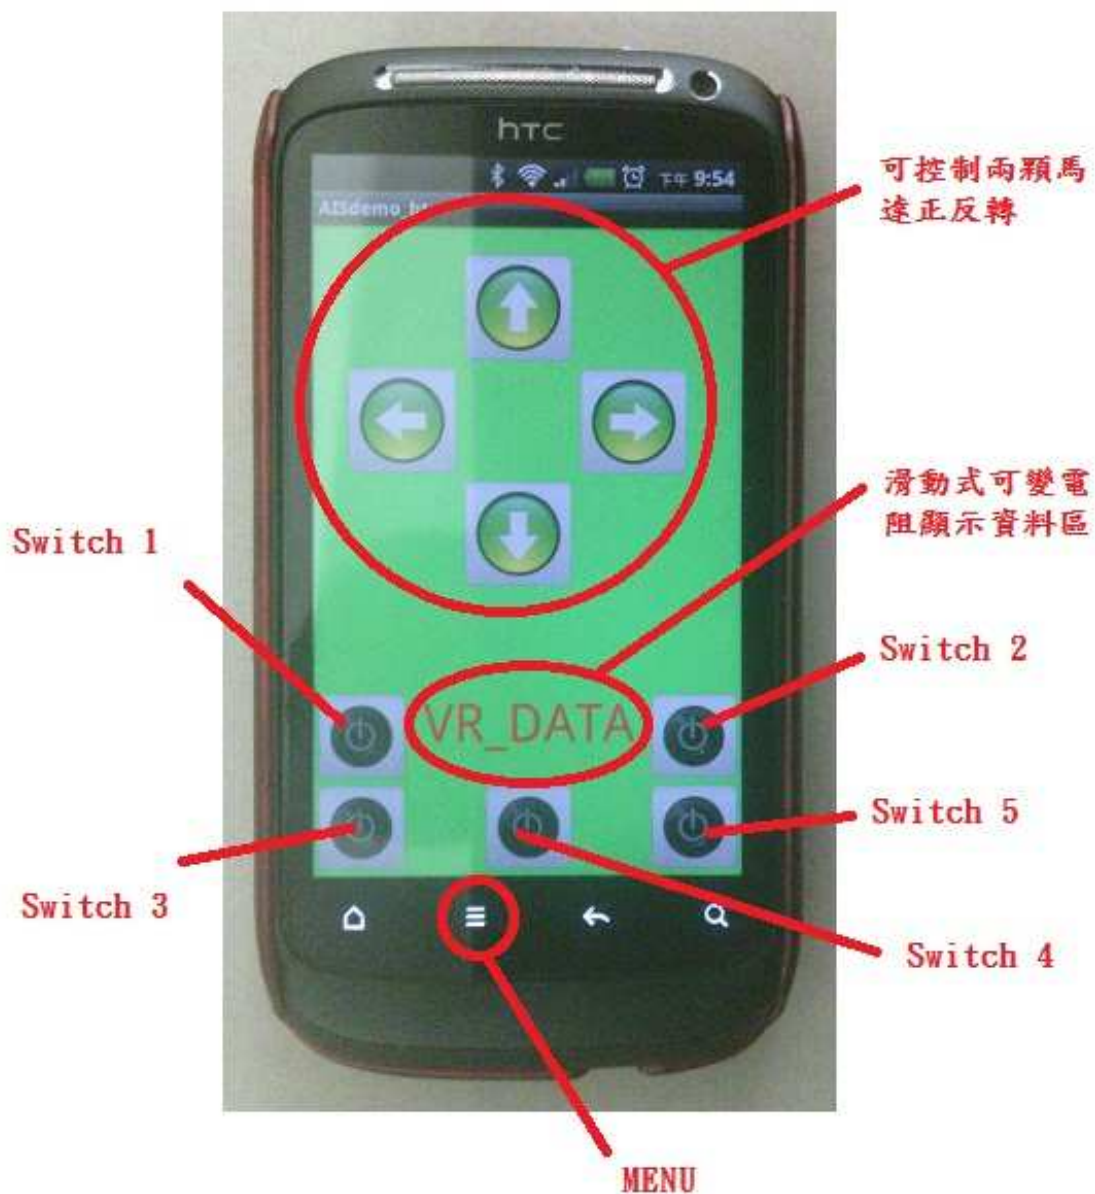 hTC
下午 9:54
可控制兩顆馬
達正反轉
滑動式可變電
阻顯示資料區
Switch 1
Switch 2
VR_DATA
Switch 5
Switch 3
Switch 4
MENU